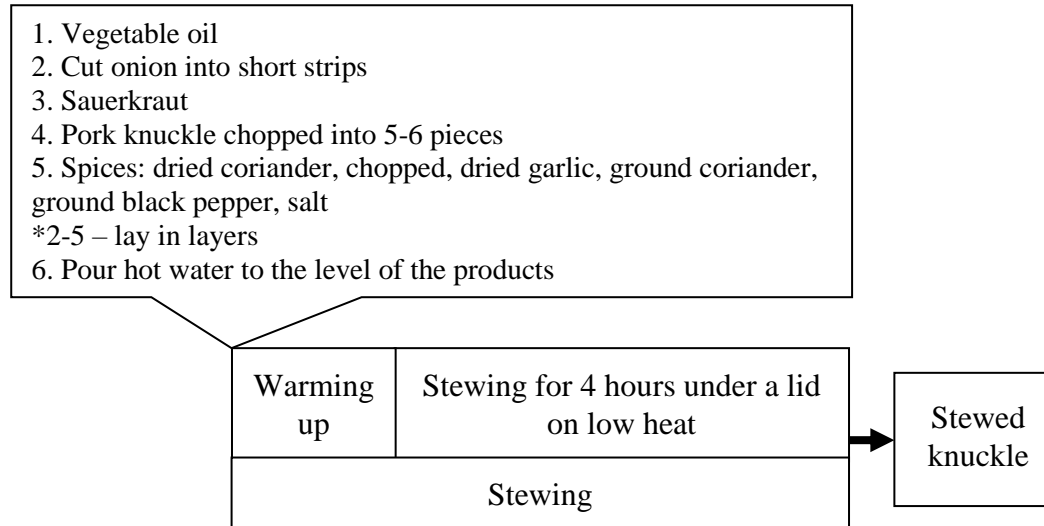 1. Vegetable oil
2. Cut onion into short strips
3. Sauerkraut
4. Pork knuckle chopped into 5-6 pieces
5. Spices: dried coriander, chopped, dried garlic, ground coriander,
ground black pepper, salt
*2-5 – lay in layers
6. Pour hot water to the level of the products
Warming
up
Stewing for 4 hours under a lid
on low heat
Stewing
Stewed
knuckle